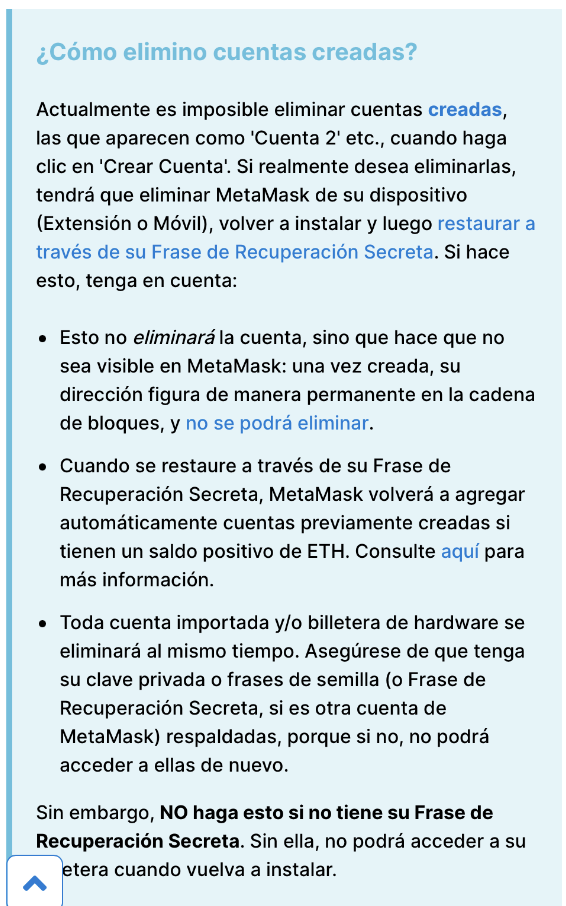 ¿Cómo elimino cuentas creadas?
Actualmente es imposible eliminar cuentas creadas,
las que aparecen como 'Cuenta 2' etc., cuando haga
clic en 'Crear Cuenta'. Si realmente desea eliminarlas,
tendrá que eliminar MetaMask de su dispositivo
(Extensión o Móvil), volver a instalar y luego restaurar a
través de su Frase de Recuperación Secreta. Si hace
esto, tenga en cuenta:
• Esto no eliminará la cuenta, sino que hace que no
sea visible en MetaMask: una vez creada, su
dirección figura de manera permanente en la cadena
de bloques, y no se podrá eliminar.
• Cuando se restaure a través de su Frase de
Recuperación Secreta, MetaMask volverá a agregar
automáticamente cuentas previamente creadas si
tienen un saldo positivo de ETH. Consulte aquí para
más información.
• Toda cuenta importada y/o billetera de hardware se
eliminará al mismo tiempo. Asegúrese de que tenga
su clave privada o frases de semilla (o Frase de
Recuperación Secreta, si es otra cuenta de
MetaMask) respaldadas, porque si no, no podrá
acceder a ellas de nuevo.
Sin embargo, NO haga esto si no tiene su Frase de
Recuperación Secreta. Sin ella, no podrá acceder a su
etera cuando vuelva a instalar.